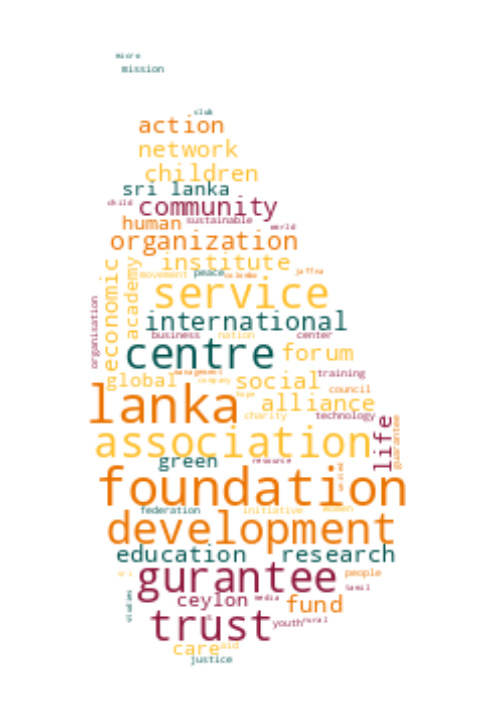 micro
mission
club
action
network
children
sri lanka
child
community
sustainable
human
world
organization
institute
economic
academy
movement
peace
colombo
jaffna
service
organisation
international
business
nation
center
centre
forum
management
training
global
company
social
council
hope
lanka
alliance
charity
technology
life
guarantee
association
green
resource
united
foundation
federation
initiative
women
development
education
research
gurantee
people
tamil
studies
ceylon
media
fund
trust
youth
rural
care
aid
justice